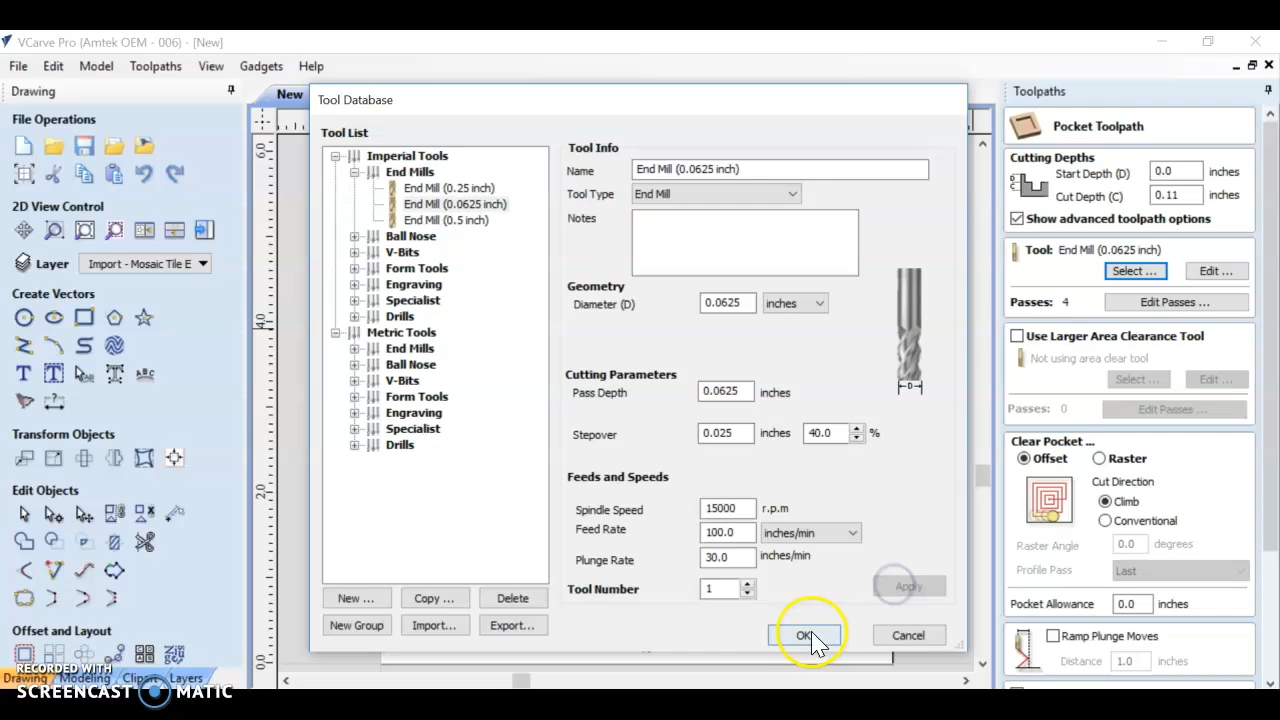 VCarve Pro {Amtek OEM - 006} - [New]
File Edit Model Toolpaths View Gadgets Help
Drawing
File Operations
2D View Control
Layer Import - Mosaic Tile E
Create Vectors
Transform Objects
Edit Objects
Offset and Layout
Drawing Modeling Clipart Layers
RECORDED WITH
SCREENCAST MATIC
New
6.0
4.0
2.0
0.0
Tool Database
Tool List
Imperial Tools
End Mills
End Mill (0.25 inch)
End Mill (0.0625 inch)
End Mill (0.5 inch)
Ball Nose
V-Bits
Form Tools
Engraving
Specialist
Drills
Metric Tools
End Mills
Ball Nose
V-Bits
Form Tools
Engraving
Specialist
Drills
New ... Copy ... Delete
New Group Import... Export...
Tool Info
Name End Mill (0.0625 inch)
Tool Type End Mill
Notes
Geometry
Diameter (D) 0.0625 inches
D
Cutting Parameters
Pass Depth 0.0625 inches
Stepover 0.025 inches 40.0 %
Feeds and Speeds
Spindle Speed 15000 r.p.m
Feed Rate 100.0 inches/min
Plunge Rate 30.0 inches/min
Tool Number 1
Apply
OK Cancel
Toolpaths
Pocket Toolpath
Cutting Depths
Start Depth (D) 0.0 inches
Cut Depth (C) 0.11 inches
Show advanced toolpath options
Tool: End Mill (0.0625 inch)
Select ... Edit ...
Passes: 4 Edit Passes ...
Use Larger Area Clearance Tool
Not using area clear tool
Select ... Edit ...
Passes: 0 Edit Passes ...
Clear Pocket ...
Offset Raster
Cut Direction
Climb
Conventional
Raster Angle 0.0 degrees
Profile Pass Last
Pocket Allowance 0.0 inches
Ramp Plunge Moves
Distance 1.0 inches